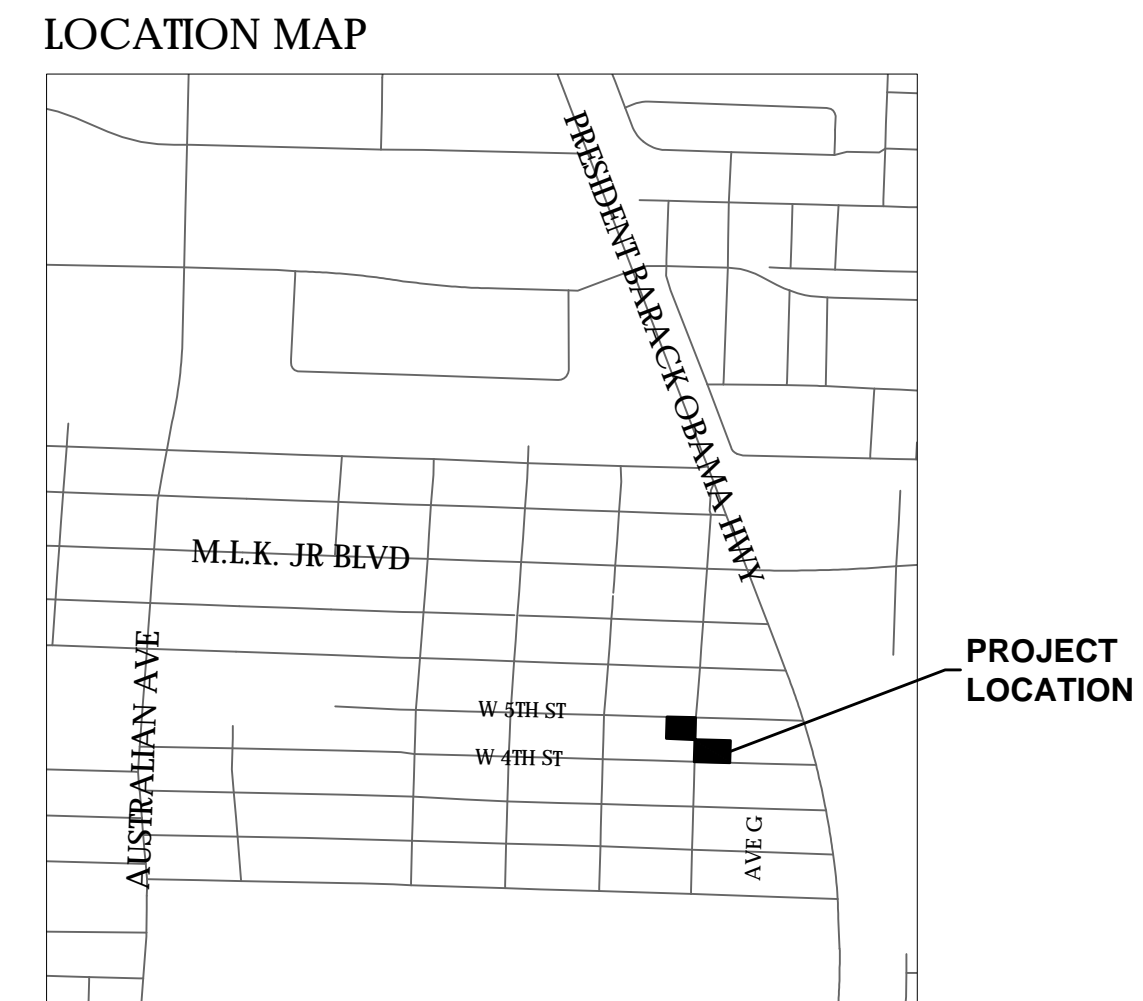 LOCATION MAP
PRESIDENT BARACK OBAMA HWY
M.L.K. JR BLVD
AUSTRALIAN AVE
PROJECT
LOCATION
W 5TH ST
W 4TH ST
AVE G